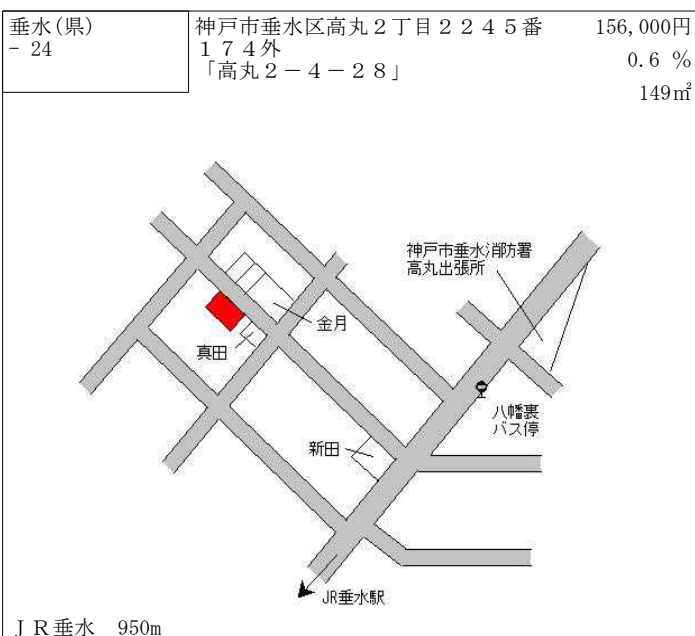 垂水(県)
- 24
神戸市垂水区高丸２丁目２２４５番
１７４外
「高丸２－４－２８」
156,000円
0.6 %
149㎡
神戸市垂水消防署
高丸出張所
金月
真田
八幡裏
バス停
新田
JR垂水駅
ＪＲ垂水　950m